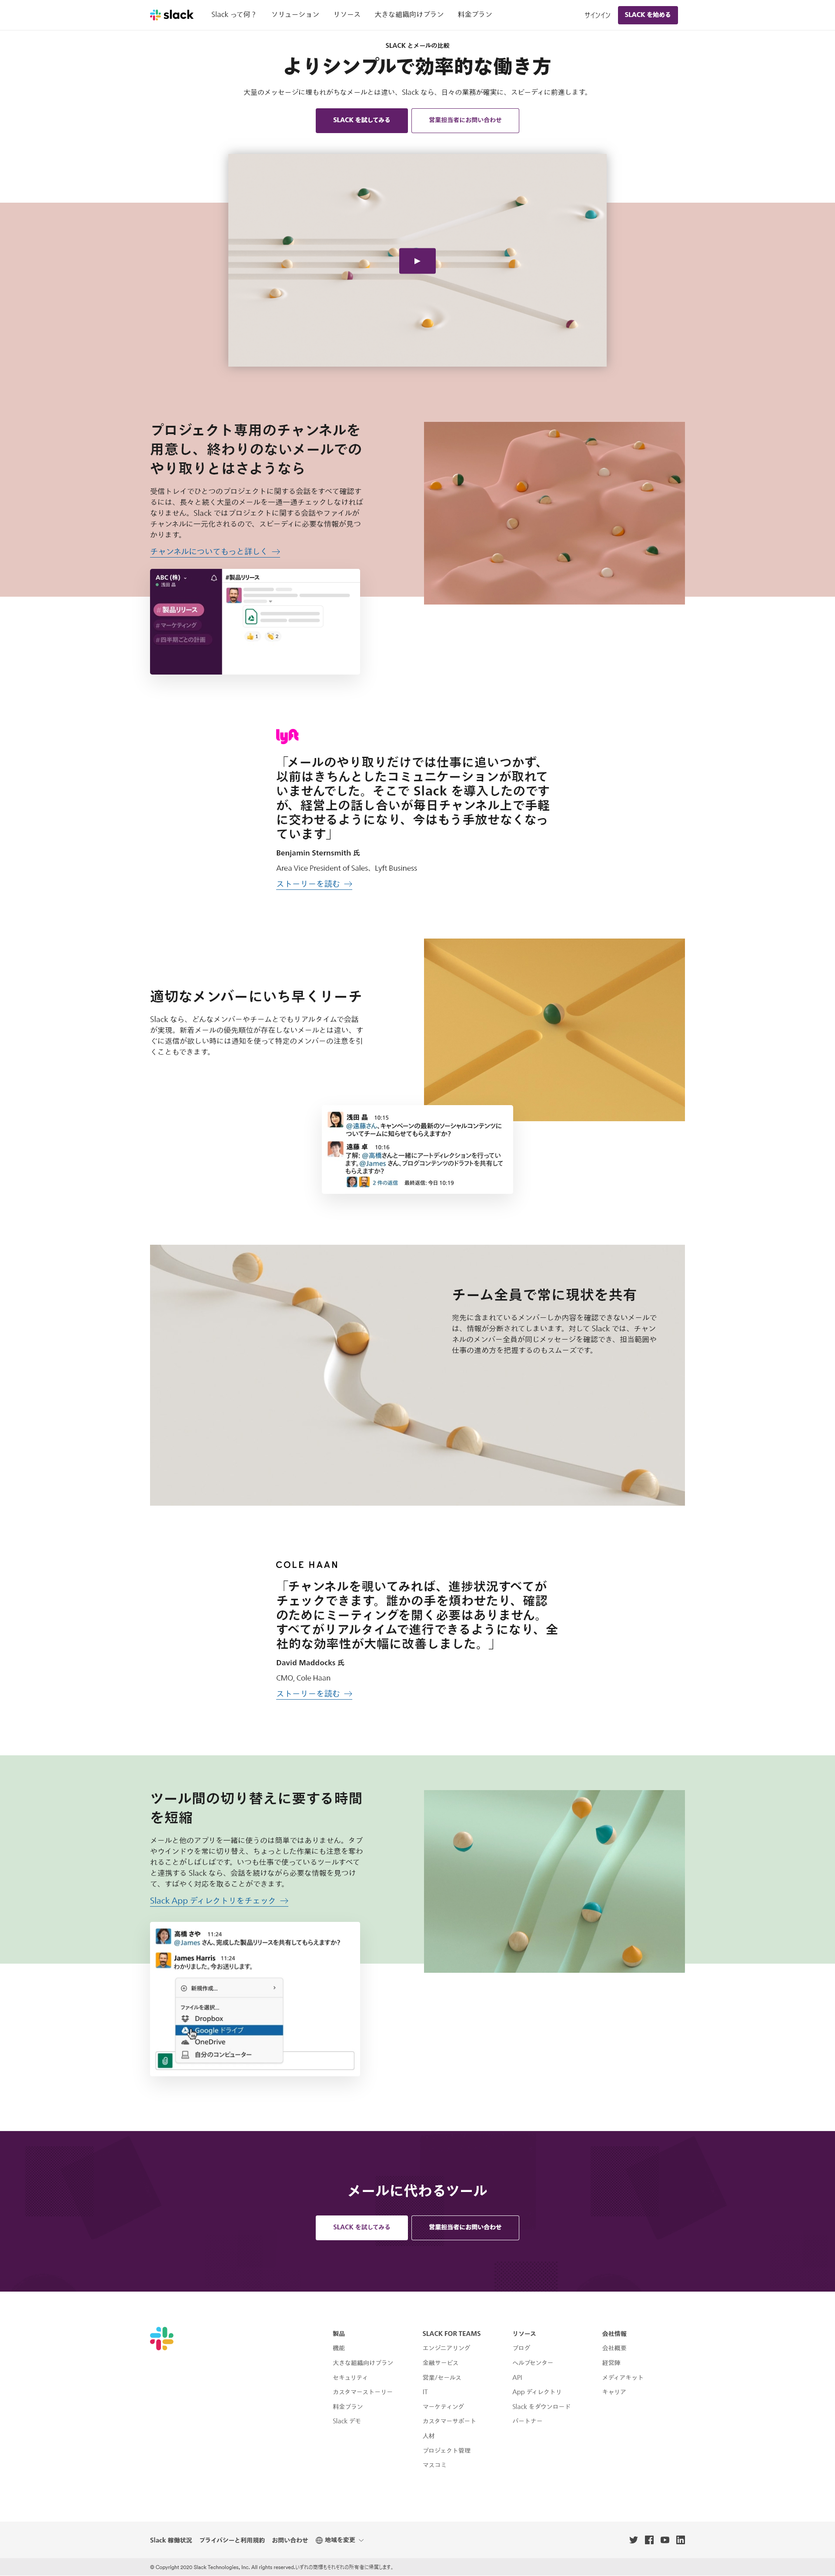 slack
Slack って何？ ソリューション リソース 大きな組織向けプラン 料金プラン
サインイン
SLACK を始める
SLACK とメールの比較
よりシンプルで効率的な働き方
大量のメッセージに埋もれがちなメールとは違い、Slack なら、日々の業務が確実に、スピーディに前進します。
SLACK を試してみる
営業担当者にお問い合わせ
プロジェクト専用のチャンネルを
用意し、終わりのないメールでの
やり取りとはさようなら
受信トレイでひとつのプロジェクトに関する会話をすべて確認す
るには、長々と続く大量のメールを一通一通チェックしなければ
なりません。Slack ではプロジェクトに関する会話やファイルが
チャンネルに一元化されるので、スピーディに必要な情報が見つ
かります。
チャンネルについてもっと詳しく →
ABC (株)
浅田 晶
# 製品リリース
# マーケティング
# 四半期ごとの計画
#製品リリース
1
2
lyft
「メールのやり取りだけでは仕事に追いつかず、
以前はきちんとしたコミュニケーションが取れて
いませんでした。そこで Slack を導入したのです
が、経営上の話し合いが毎日チャンネル上で手軽
に交わせるようになり、今はもう手放せなくなっ
ています」
Benjamin Sternsmith 氏
Area Vice President of Sales、Lyft Business
ストーリーを読む →
適切なメンバーにいち早くリーチ
Slack なら、どんなメンバーやチームとでもリアルタイムで会話
が実現。新着メールの優先順位が存在しないメールとは違い、す
ぐに返信が欲しい時には通知を使って特定のメンバーの注意を引
くこともできます。
浅田 晶 10:15
@遠藤さん、キャンペーンの最新のソーシャルコンテンツに
ついてチームに知らせてもらえますか?
遠藤 卓 10:16
了解: @高橋さんと一緒にアートディレクションを行ってい
ます。@James さん、ブログコンテンツのドラフトを共有して
もらえますか?
2 件の返信 最終返信: 今日 10:19
チーム全員で常に現状を共有
宛先に含まれているメンバーしか内容を確認できないメールで
は、情報が分断されてしまいます。対して Slack では、チャン
ネルのメンバー全員が同じメッセージを確認でき、担当範囲や
仕事の進め方を把握するのもスムーズです。
COLE HAAN
「チャンネルを覗いてみれば、進捗状況すべてが
チェックできます。誰かの手を煩わせたり、確認
のためにミーティングを開く必要はありません。
すべてがリアルタイムで進行できるようになり、全
社的な効率性が大幅に改善しました。」
David Maddocks 氏
CMO, Cole Haan
ストーリーを読む →
ツール間の切り替えに要する時間
を短縮
メールと他のアプリを一緒に使うのは簡単ではありません。タブ
やウインドウを常に切り替え、ちょっとした作業にも注意を奪わ
れることがしばしばです。いつも仕事で使っているツールすべて
と連携する Slack なら、会話を続けながら必要な情報を見つけ
て、すばやく対応を取ることができます。
Slack App ディレクトリをチェック →
高橋 さや 11:24
@James さん、完成した製品リリースを共有してもらえますか?
James Harris 11:24
わかりました。今お送りします。
新規作成...
ファイルを選択...
Dropbox
Google ドライブ
OneDrive
自分のコンピューター
メールに代わるツール
SLACK を試してみる
営業担当者にお問い合わせ
製品
機能
大きな組織向けプラン
セキュリティ
カスタマーストーリー
料金プラン
Slack デモ
SLACK FOR TEAMS
エンジニアリング
金融サービス
営業/セールス
IT
マーケティング
カスタマーサポート
人材
プロジェクト管理
マスコミ
リソース
ブログ
ヘルプセンター
API
App ディレクトリ
Slack をダウンロード
パートナー
会社情報
会社概要
経営陣
メディアキット
キャリア
Slack 稼働状況 プライバシーと利用規約 お問い合わせ 地域を変更
© Copyright 2020 Slack Technologies, Inc. All rights reserved.いずれの商標もそれぞれの所有者に帰属します。